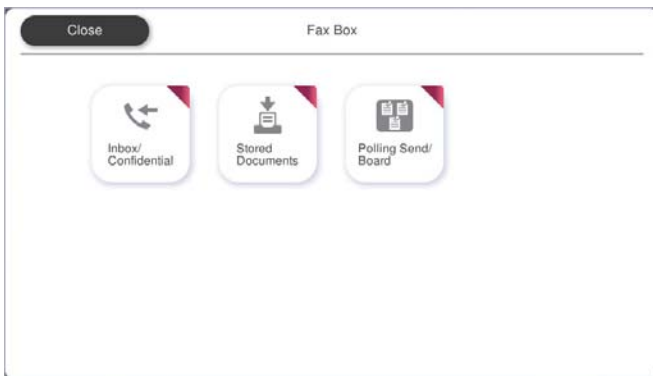 Close
Fax Box
Inbox/
Confidential
Stored
Documents
Polling Send/
Board